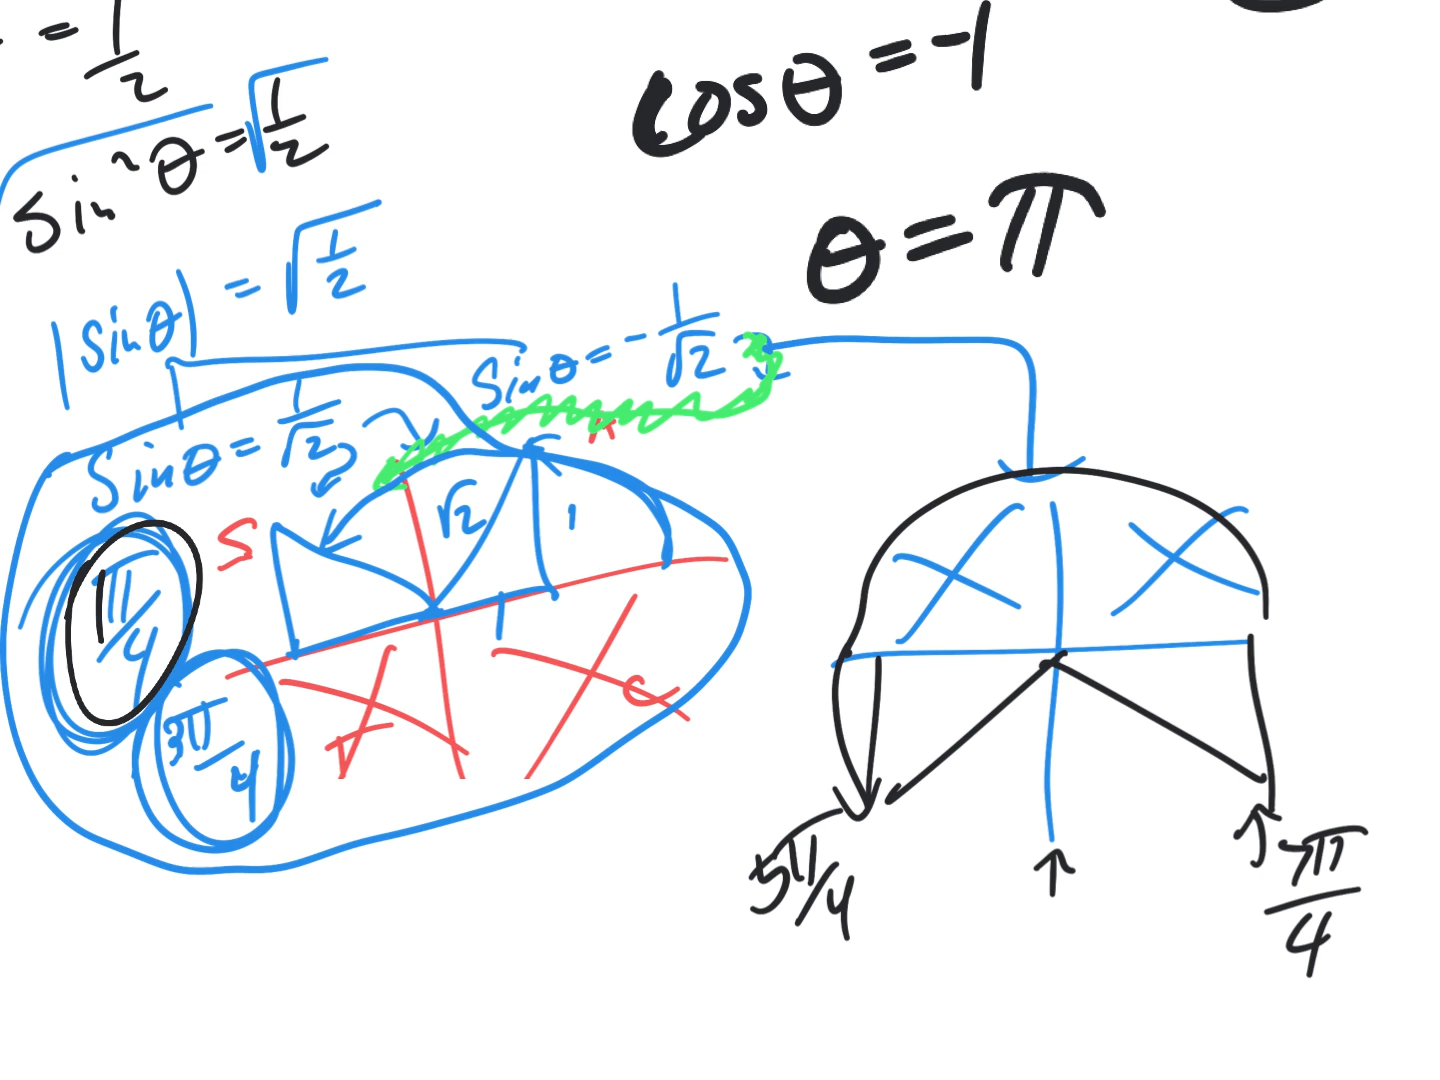 = 1/2
sin²θ = √1/2
|sinθ| = √1/2
cosθ = -1
θ = π
sinθ = 1/√2
sinθ = - 1/√2
S
√2
1
1
π/4
3π/4
C
5π/4
7π/4